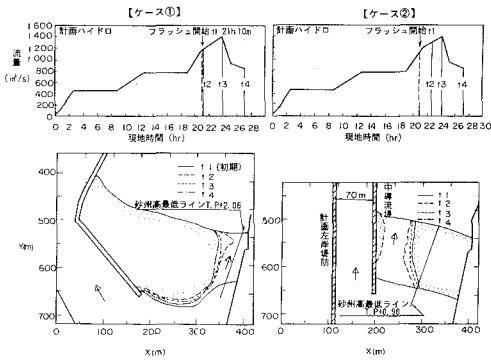 【ケース①】
計画ハイドロ
フラッシュ開始t1 21h10m
流量
(m³/s)
1600
1400
1200
1000
800
600
400
200
0
t2 t3 t4
0 2 4 6 8 10 12 14 16 18 20 22 24 26 28
現地時間 (hr)
【ケース②】
計画ハイドロ
フラッシュ開始t1
t2 t3 t4
0 2 4 6 8 10 12 14 16 18 20 22 24 26 28 30
現地時間 (hr)
t1 (初期)
t2
t3
t4
砂州高最低ラインT.P+2.06
Y(m)
400
500
600
700
0 100 200 300 400
X(m)
70m
中導流堤
計画左岸堤防
t1
t2
t3
t4
砂州高最低ライン
T.P+0.90
500
600
700
0 100 200 300 400
X(m)